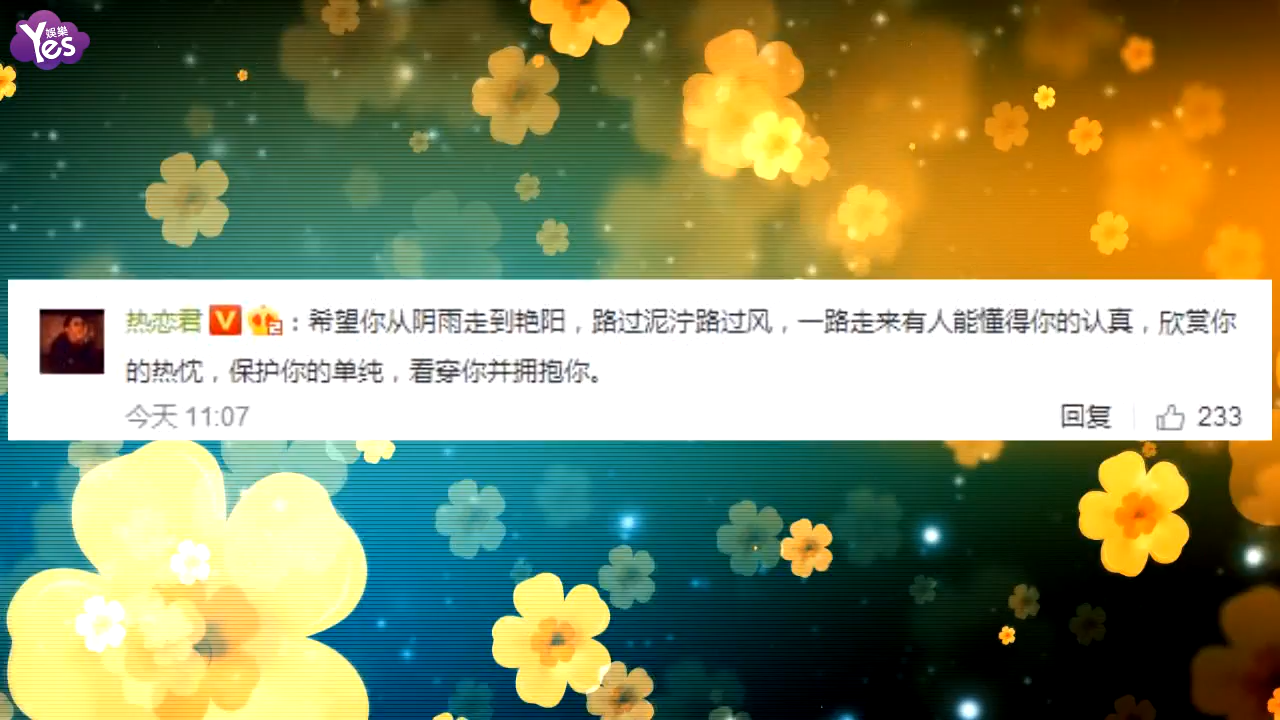 Yes 娛樂
热恋君 V 2：希望你从阴雨走到艳阳，路过泥泞路过风，一路走来有人能懂得你的认真，欣赏你
的热忱，保护你的单纯，看穿你并拥抱你。
今天 11:07 回复 233